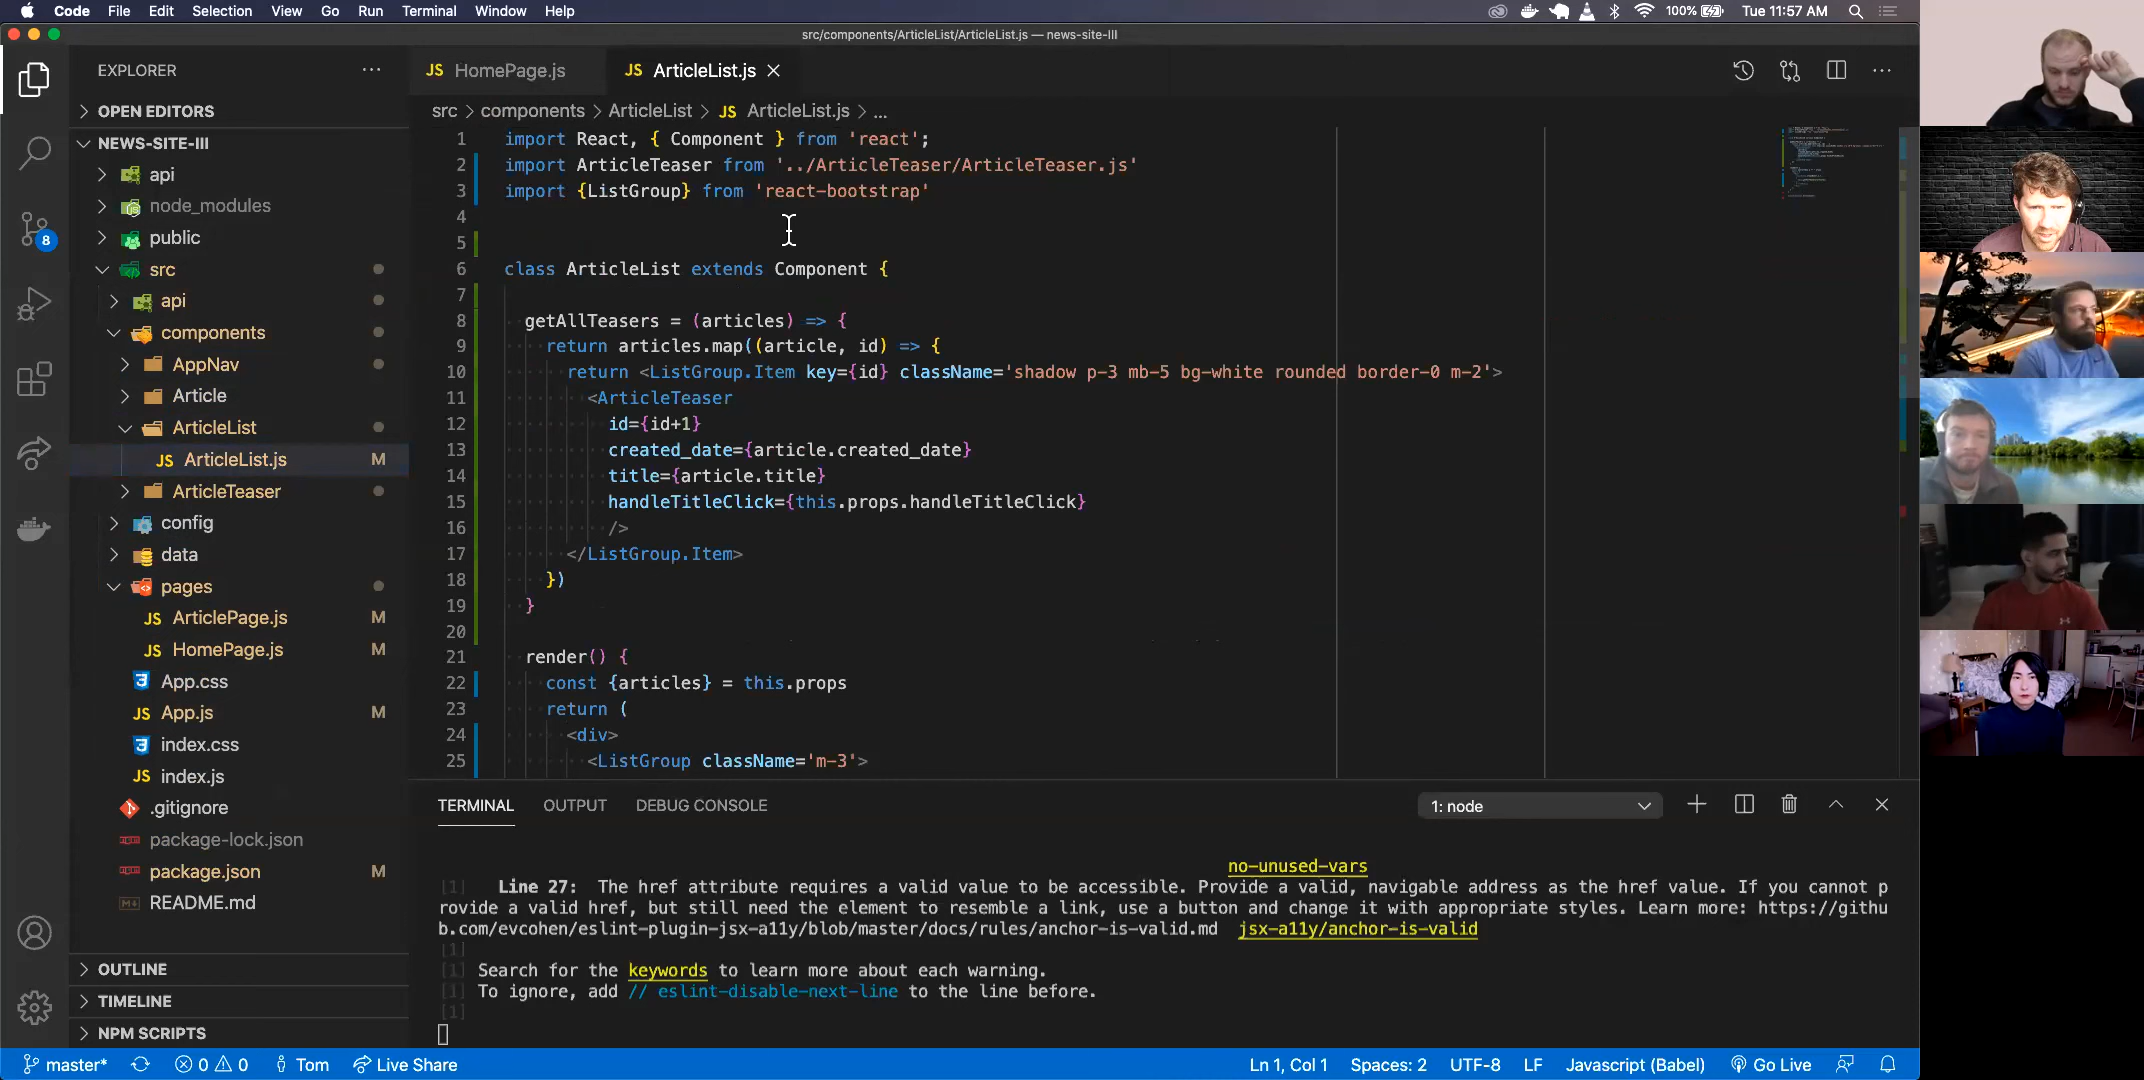 Code File Edit Selection View Go Run Terminal Window Help 100% Tue 11:57 AM
src/components/ArticleList/ArticleList.js — news-site-III
EXPLORER ···
OPEN EDITORS
NEWS-SITE-III
api
node_modules
public
src
api
components
AppNav
Article
ArticleList
JS ArticleList.js M
ArticleTeaser
config
data
pages
JS ArticlePage.js M
JS HomePage.js M
App.css
JS App.js M
index.css
JS index.js
.gitignore
package-lock.json
package.json M
README.md
OUTLINE
TIMELINE
NPM SCRIPTS
8
JS HomePage.js JS ArticleList.js
src > components > ArticleList > JS ArticleList.js > ...
1 import React, { Component } from 'react';
2 import ArticleTeaser from '../ArticleTeaser/ArticleTeaser.js'
3 import {ListGroup} from 'react-bootstrap'
4
5
6 class ArticleList extends Component {
7
8 getAllTeasers = (articles) => {
9 return articles.map((article, id) => {
10 return <ListGroup.Item key={id} className='shadow p-3 mb-5 bg-white rounded border-0 m-2'>
11 <ArticleTeaser
12 id={id+1}
13 created_date={article.created_date}
14 title={article.title}
15 handleTitleClick={this.props.handleTitleClick}
16 />
17 </ListGroup.Item>
18 })
19 }
20
21 render() {
22 const {articles} = this.props
23 return (
24 <div>
25 <ListGroup className='m-3'>
TERMINAL OUTPUT DEBUG CONSOLE 1: node
no-unused-vars
[1] Line 27: The href attribute requires a valid value to be accessible. Provide a valid, navigable address as the href value. If you cannot p
rovide a valid href, but still need the element to resemble a link, use a button and change it with appropriate styles. Learn more: https://githu
b.com/evcohen/eslint-plugin-jsx-a11y/blob/master/docs/rules/anchor-is-valid.md jsx-a11y/anchor-is-valid
[1]
[1] Search for the keywords to learn more about each warning.
[1] To ignore, add // eslint-disable-next-line to the line before.
[1]
master* 0 0 Tom Live Share Ln 1, Col 1 Spaces: 2 UTF-8 LF Javascript (Babel) Go Live